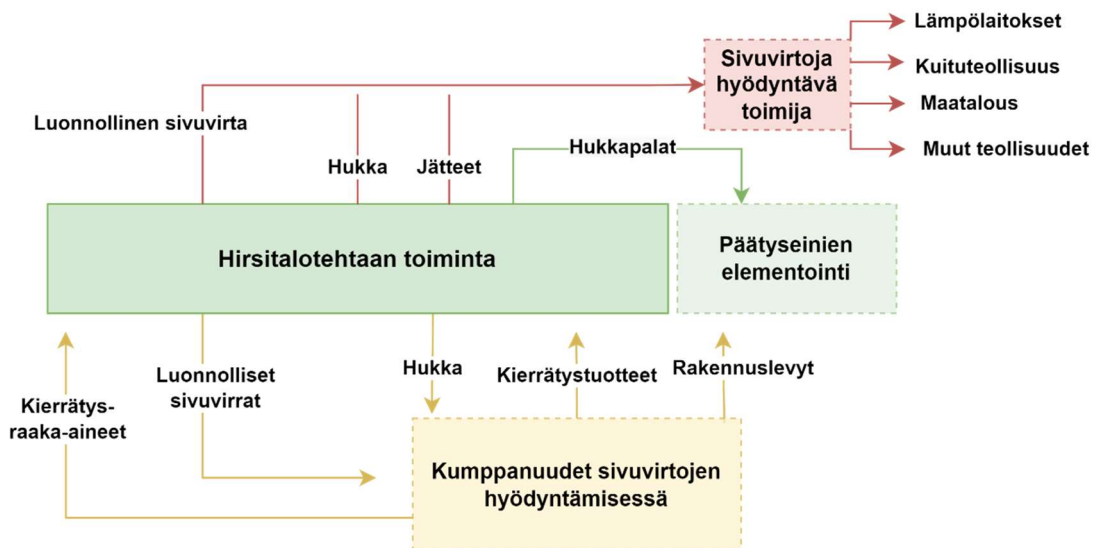 Lämpölaitokset
Sivuvirtoja
hyödyntävä
toimija
Kuituteollisuus
Maatalous
Muut teollisuudet
Luonnollinen sivuvirta
Hukka
Jätteet
Hukkapalat
Hirsitalotehtaan toiminta
Päätyseinien
elementointi
Luonnolliset
sivuvirrat
Hukka
Kierrätystuotteet
Rakennuslevyt
Kierrätys-
raaka-aineet
Kumppanuudet sivuvirtojen
hyödyntämisessä